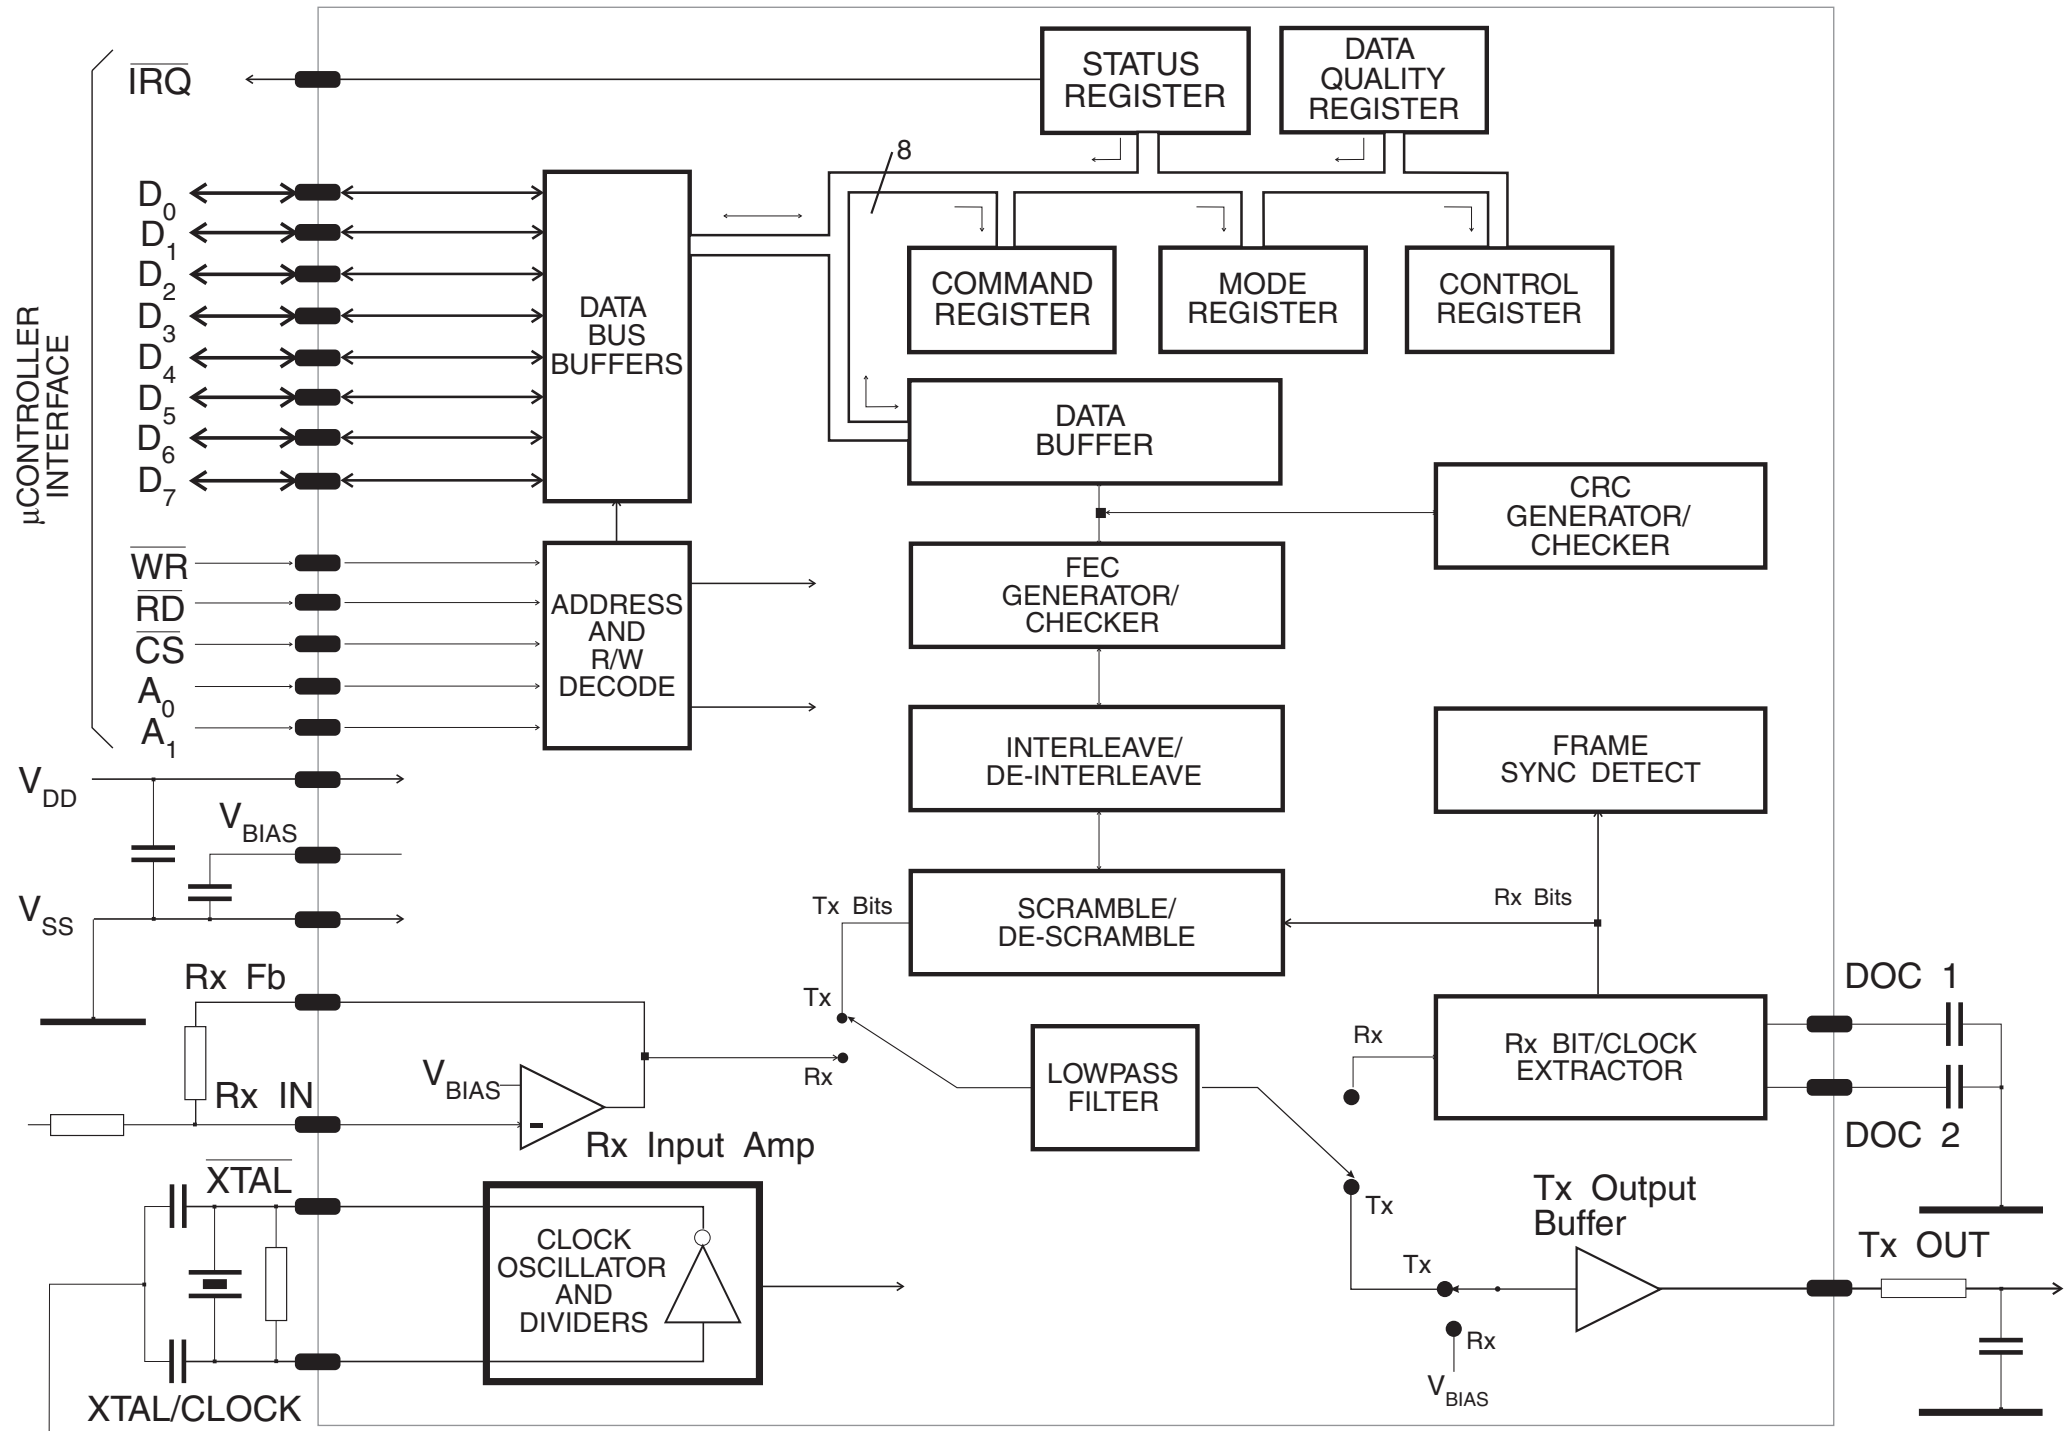 STATUS
REGISTER
DATA
QUALITY
REGISTER
IRQ
8
D0
D1
D2
D3
D4
D5
D6
D7
µCONTROLLER
INTERFACE
DATA
BUS
BUFFERS
COMMAND
REGISTER
MODE
REGISTER
CONTROL
REGISTER
DATA
BUFFER
CRC
GENERATOR/
CHECKER
WR
RD
CS
A0
A1
ADDRESS
AND
R/W
DECODE
FEC
GENERATOR/
CHECKER
INTERLEAVE/
DE-INTERLEAVE
FRAME
SYNC DETECT
VDD
VBIAS
VSS
Tx Bits
SCRAMBLE/
DE-SCRAMBLE
Rx Bits
Rx Fb
Tx
Rx
VBIAS
Rx IN
Rx Input Amp
LOWPASS
FILTER
Rx
Rx BIT/CLOCK
EXTRACTOR
DOC 1
DOC 2
XTAL
CLOCK
OSCILLATOR
AND
DIVIDERS
XTAL/CLOCK
Tx
Tx Output
Buffer
Tx
Rx
VBIAS
Tx OUT